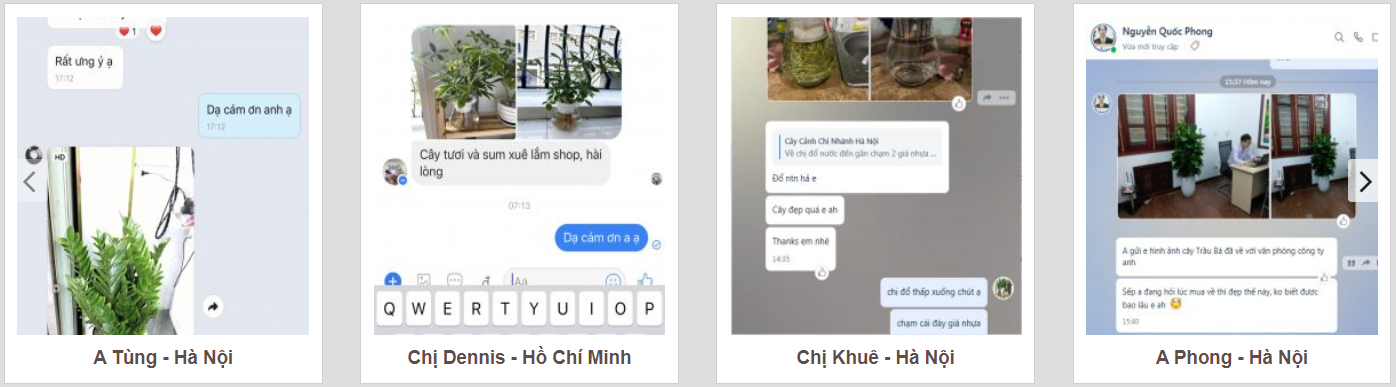 1
Rất ưng ý ạ
17:12
Dạ cám ơn anh ạ
17:12
HD
A Tùng - Hà Nội
Cây tươi và sum xuê lắm shop, hài
lòng
07:13
Dạ cám ơn a ạ
Aa
Q W E R T Y U I O P
Chị Dennis - Hồ Chí Minh
Cây Cảnh Chi Nhánh Hà Nội
Về chị đổ nước đến gần chạm 2 giá nhựa ...
Đổ ntn hả e
Cây đẹp quá e ah
Thanks em nhé
14:35
chị đổ thấp xuống chút ạ
chạm cái đáy giá nhựa
Chị Khuê - Hà Nội
Nguyễn Quốc Phong
Vừa mới truy cập
15:37 Hôm nay
A gửi e hình ảnh cây Trầu Bà đã về với văn phòng công ty
anh
Sếp a đang hỏi lúc mua về thì đẹp thế này, ko biết được
bao lâu e ah
15:40
A Phong - Hà Nội